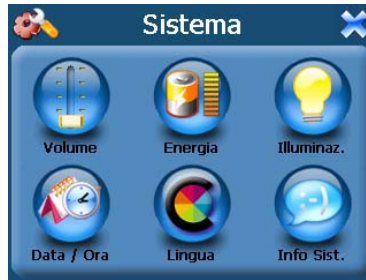 Sistema
Volume Energia Illuminaz.
Data / Ora Lingua Info Sist.